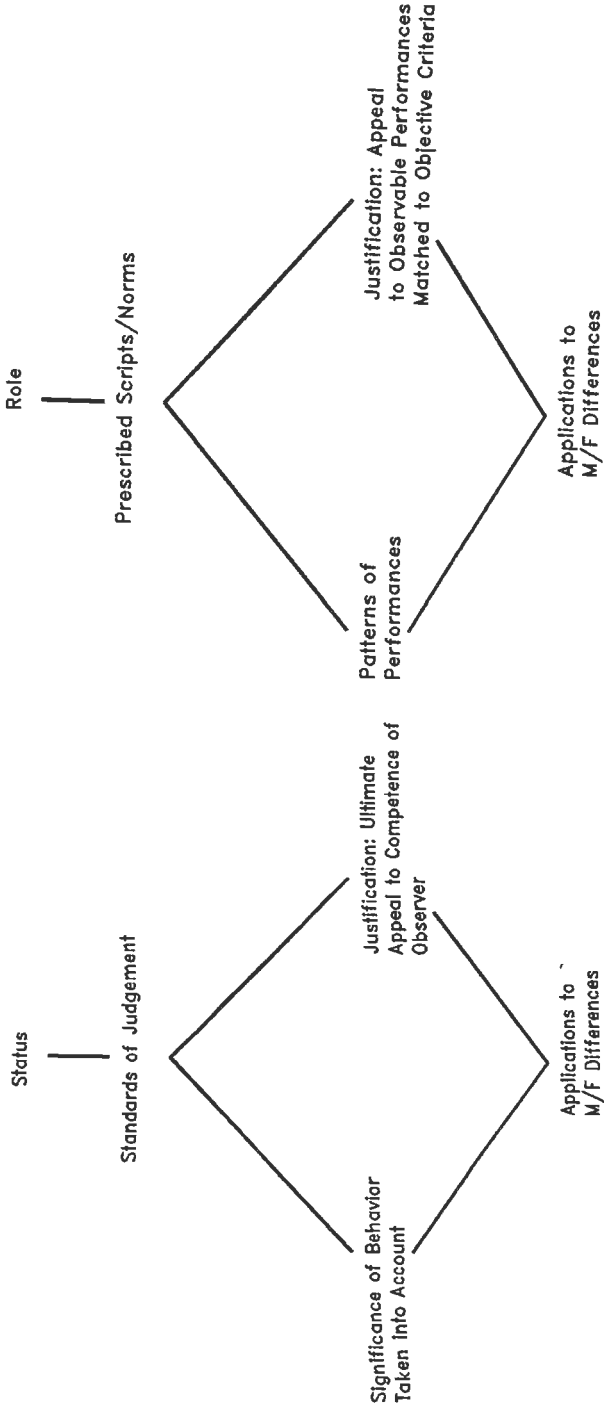 Status
Standards of Judgement
Significance of Behavior
Taken into Account
Justification: Ultimate
Appeal to Competence of
Observer
Applications to
M/F Differences
Role
Prescribed Scripts/Norms
Patterns of
Performances
Justification: Appeal
to Observable Performances
Matched to Objective Criteria
Applications to
M/F Differences